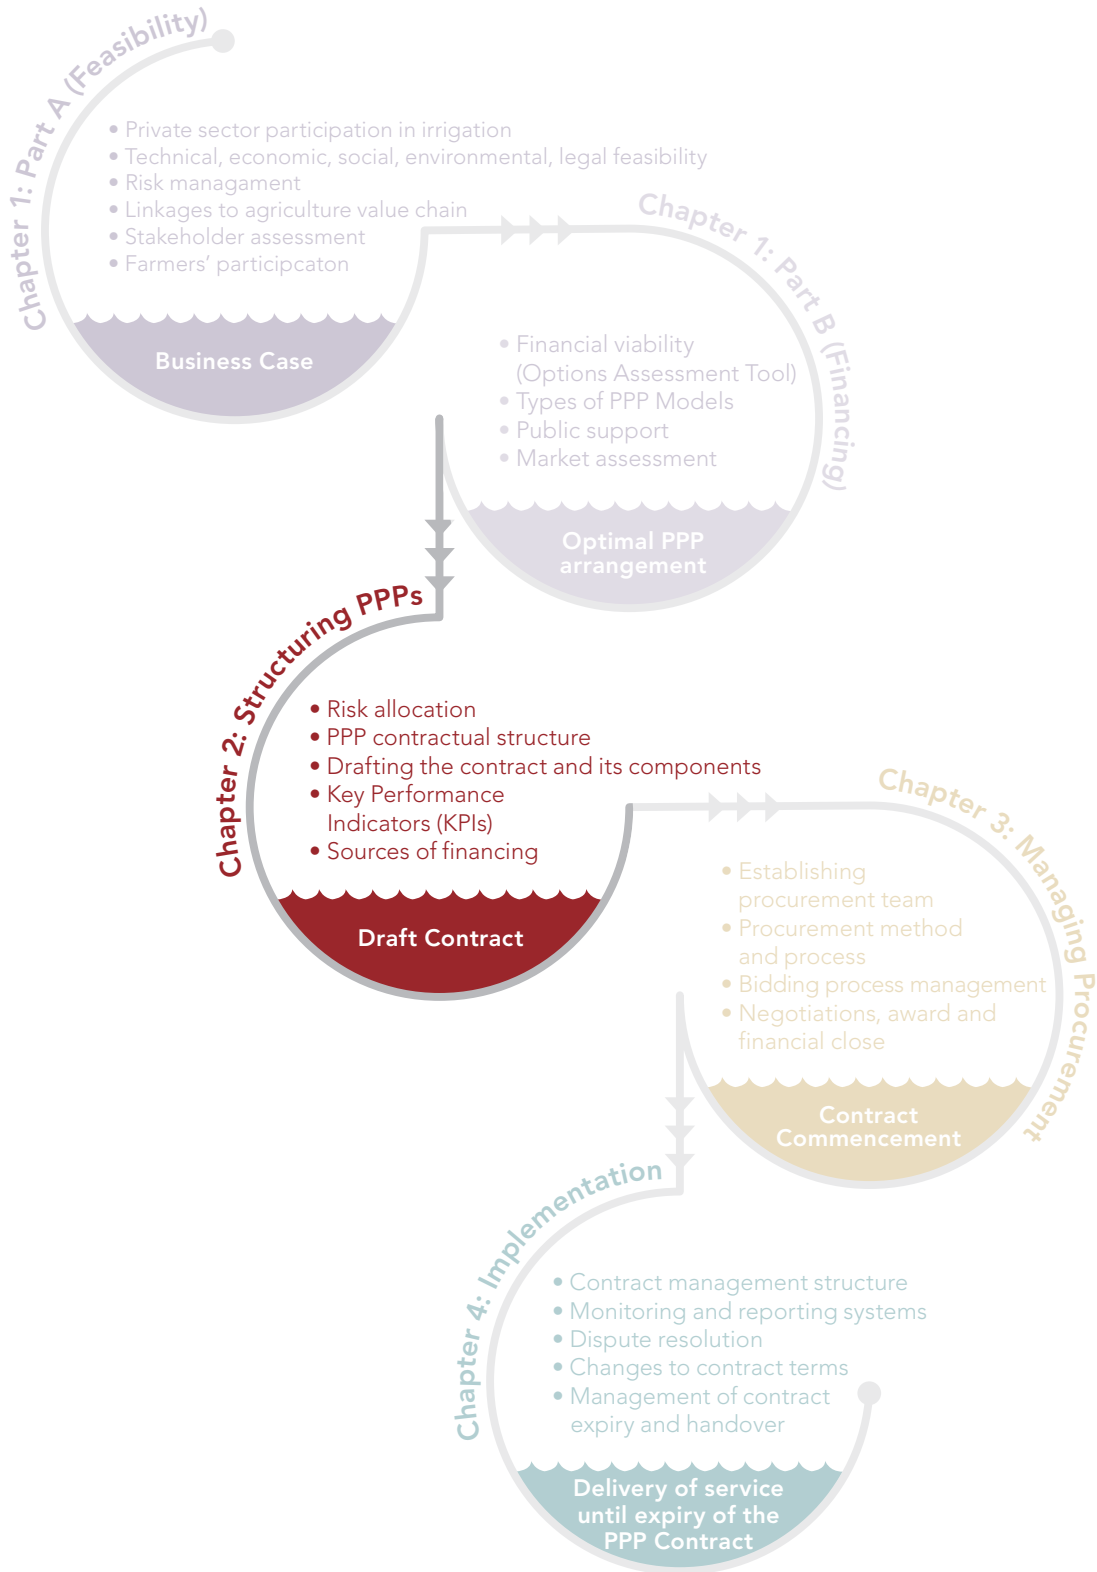 Chapter 1: Part A (Feasibility)
• Private sector participation in irrigation
• Technical, economic, social, environmental, legal feasibility
• Risk managament
• Linkages to agriculture value chain
• Stakeholder assessment
• Farmers’ participcaton
Business Case
Chapter 1: Part B (Financing)
• Financial viability
(Options Assessment Tool)
• Types of PPP Models
• Public support
• Market assessment
Optimal PPP
arrangement
Chapter 2: Structuring PPPs
• Risk allocation
• PPP contractual structure
• Drafting the contract and its components
• Key Performance
Indicators (KPIs)
• Sources of financing
Draft Contract
Chapter 3: Managing Procurement
• Establishing
procurement team
• Procurement method
and process
• Bidding process management
• Negotiations, award and
financial close
Contract
Commencement
Chapter 4: Implementation
• Contract management structure
• Monitoring and reporting systems
• Dispute resolution
• Changes to contract terms
• Management of contract
expiry and handover
Delivery of service
until expiry of the
PPP Contract